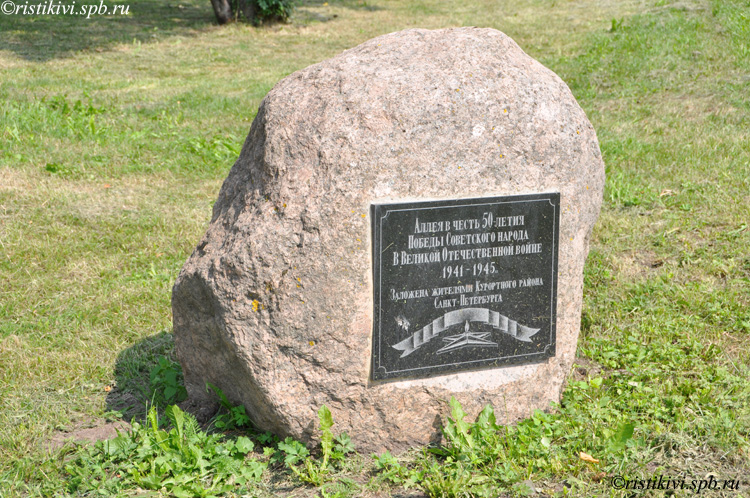 ©ristikivi.spb.ru
Аллея в честь 50-летия
Победы Советского народа
В Великой Отечественной войне
1941-1945.
Заложена жителями Курортного района
Санкт-Петербурга
©ristikivi.spb.ru